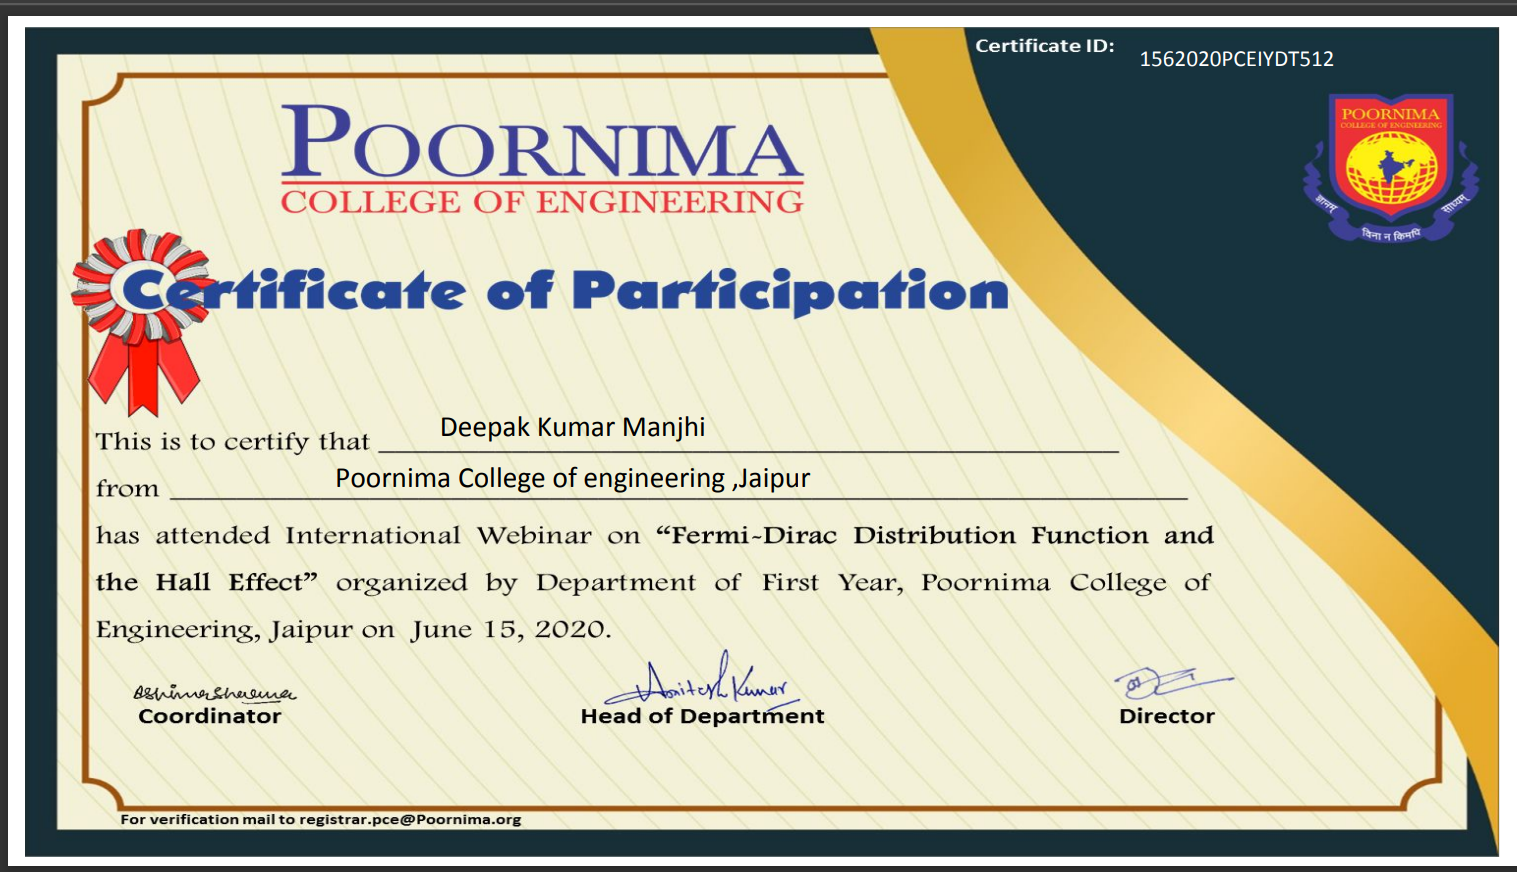 Certificate ID:
1562020PCEIYDT512
POORNIMA
COLLEGE OF ENGINEERING
POORNIMA
COLLEGE OF ENGINEERING
ज्ञानम् विना न किमपि साध्यम्
Certificate of Participation
This is to certify that Deepak Kumar Manjhi
from Poornima College of engineering ,Jaipur
has attended International Webinar on “Fermi-Dirac Distribution Function and
the Hall Effect” organized by Department of First Year, Poornima College of
Engineering, Jaipur on June 15, 2020.
Ashima Sharma
Amitesh Kumar
Coordinator
Head of Department
Director
For verification mail to registrar.pce@Poornima.org